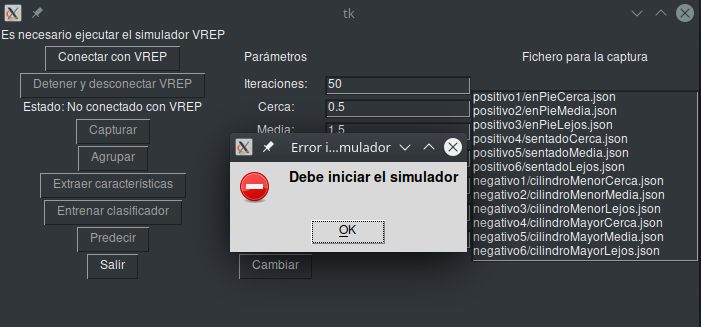 tk
Es necesario ejecutar el simulador VREP
Conectar con VREP
Parámetros
Fichero para la captura
Detener y desconectar VREP
Iteraciones:
50
Estado: No conectado con VREP
Cerca:
0.5
Capturar
Media:
1.5
Agrupar
Extraer características
Entrenar clasificador
Predecir
Salir
Cambiar
positivo1/enPieCerca.json
positivo2/enPieMedia.json
positivo3/enPieLejos.json
positivo4/sentadoCerca.json
positivo5/sentadoMedia.json
positivo6/sentadoLejos.json
negativo1/cilindroMenorCerca.json
negativo2/cilindroMenorMedia.json
negativo3/cilindroMenorLejos.json
negativo4/cilindroMayorCerca.json
negativo5/cilindroMayorMedia.json
negativo6/cilindroMayorLejos.json
Error i...mulador
Debe iniciar el simulador
OK